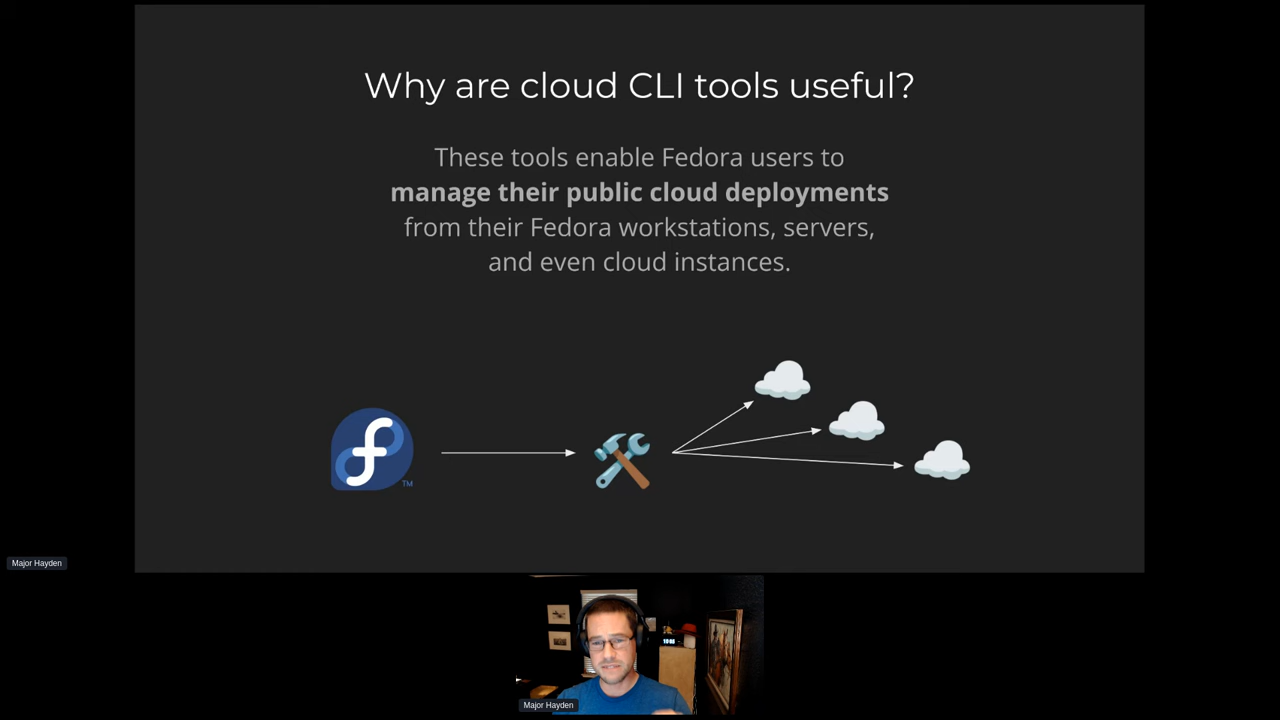 Why are cloud CLI tools useful?
These tools enable Fedora users to
manage their public cloud deployments
from their Fedora workstations, servers,
and even cloud instances.
TM
Major Hayden
Major Hayden